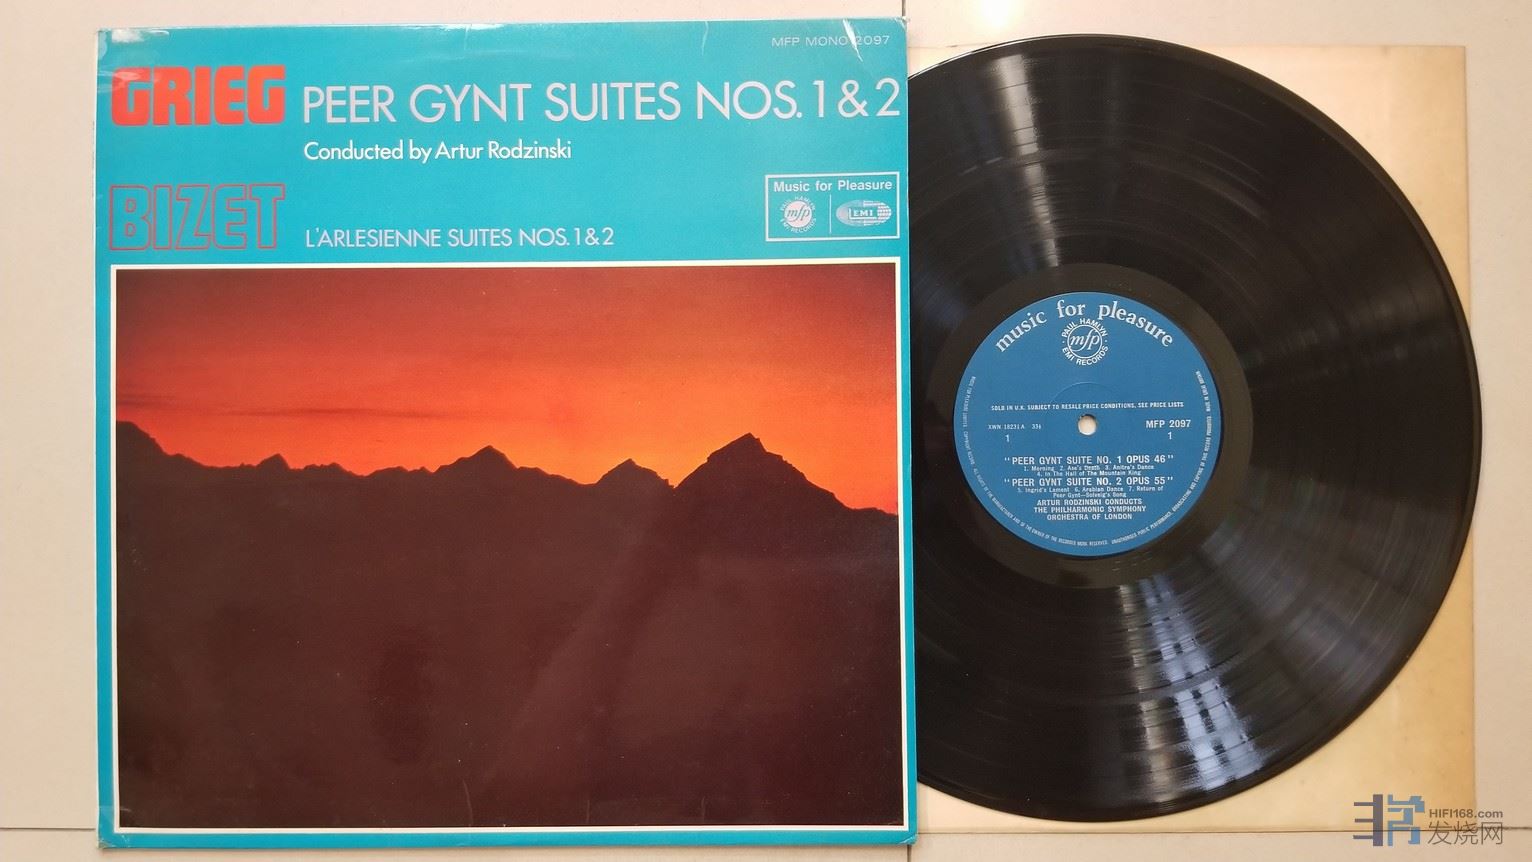 MFP MONO 2097
GRIEG
PEER GYNT SUITES NOS. 1 & 2
Conducted by Artur Rodzinski
BIZET
L'ARLESIENNE SUITES NOS. 1 & 2
Music for Pleasure
PAUL HAMLYN
mfp
EMI RECORDS
EMI
music for pleasure
PAUL HAMLYN
mfp
EMI RECORDS
SOLD IN U.K. SUBJECT TO RESALE PRICE CONDITIONS, SEE PRICE LISTS
XWN 18231 A 33⅓
1
MFP 2097
1
"PEER GYNT SUITE NO. 1 OPUS 46"
1. Morning 2. Ase's Death 3. Anitra's Dance
4. In The Hall of The Mountain King
"PEER GYNT SUITE NO. 2 OPUS 55"
5. Ingrid's Lament 6. Arabian Dance 7. Return of
Peer Gynt—Solveig's Song
ARTUR RODZINSKI CONDUCTS
THE PHILHARMONIC SYMPHONY
ORCHESTRA OF LONDON
HIFI168.com
发烧网